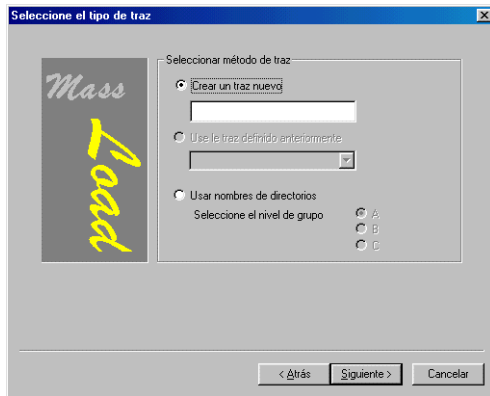 Seleccione el tipo de traz
Mass
Load
Seleccionar método de traz
Crear un traz nuevo
Use le traz definido anteriormente
Usar nombres de directorios
Seleccione el nivel de grupo
A
B
C
< Atrás
Siguiente >
Cancelar